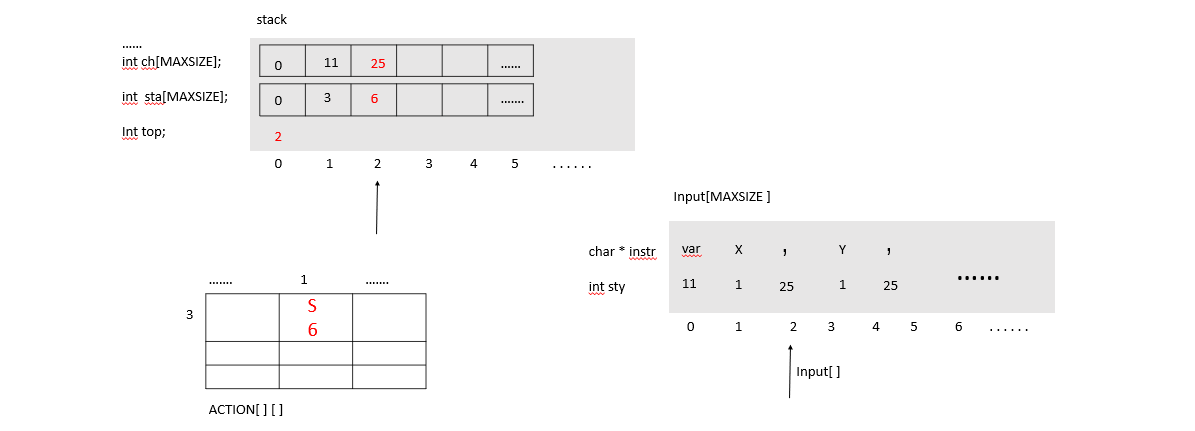 stack
......
int ch[MAXSIZE];
0 11 25 ......
int sta[MAXSIZE];
0 3 6 .......
Int top;
2
0 1 2 3 4 5 ......
Input[MAXSIZE ]
char * instr
var X , Y ,
int sty
11 1 25 1 25 ......
0 1 2 3 4 5 6 ......
Input[ ]
....... 1 .......
3
S
6
ACTION[ ] [ ]